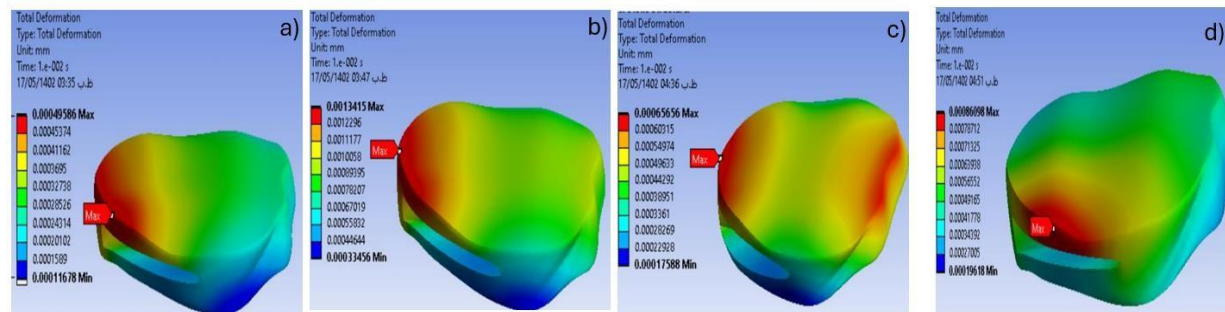 Total Deformation
Type: Total Deformation
Unit: mm
Time: 1.e-002 s
17/05/1402 03:35 ظ.ب
a)
0.00049586 Max
0.00045374
0.00041162
0.0003695
0.00032738
0.00028526
0.00024314
0.00020102
0.0001589
0.00011678 Min
Max
Total Deformation
Type: Total Deformation
Unit: mm
Time: 1.e-002 s
17/05/1402 03:47 ظ.ب
b)
0.0013415 Max
0.0012296
0.0011177
0.0010058
0.00089395
0.00078207
0.00067019
0.00055832
0.00044644
0.00033456 Min
Max
Total Deformation
Type: Total Deformation
Unit: mm
Time: 1.e-002 s
17/05/1402 04:36 ظ.ب
c)
0.00065656 Max
0.00060315
0.00054974
0.00049633
0.00044292
0.00038951
0.0003361
0.00028269
0.00022928
0.00017588 Min
Max
Total Deformation
Type: Total Deformation
Unit: mm
Time: 1.e-002 s
17/05/1402 04:51 ظ.ب
d)
0.00086098 Max
0.00078712
0.00071325
0.00063938
0.00056552
0.00049165
0.00041778
0.00034392
0.00027005
0.00019618 Min
Max